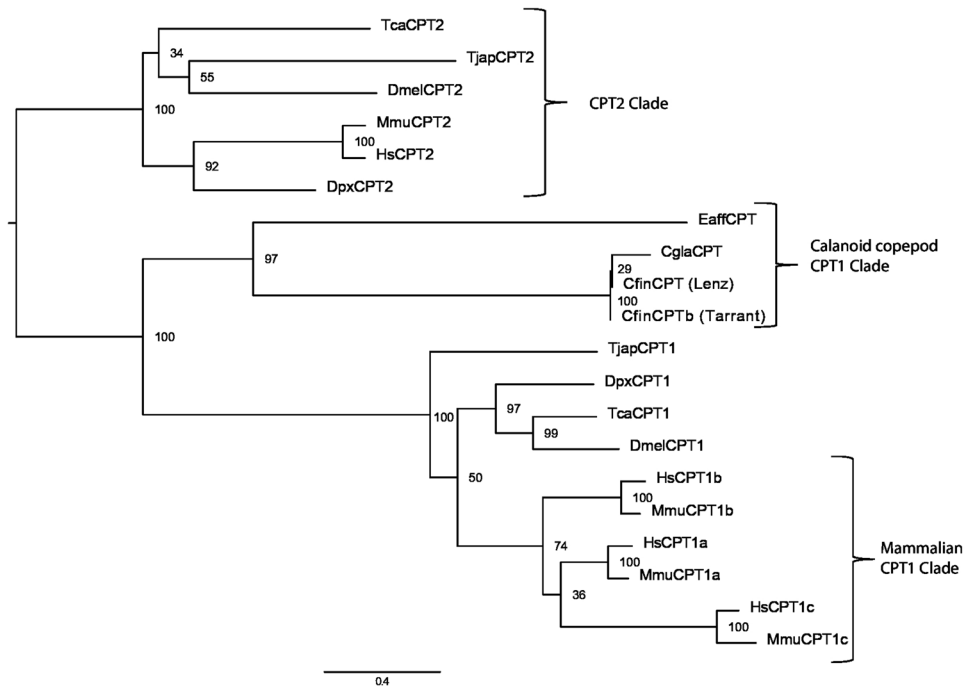 TcaCPT2
34
TjapCPT2
55
DmelCPT2
CPT2 Clade
100
MmuCPT2
100
HsCPT2
92
DpxCPT2
EaffCPT
CglaCPT
Calanoid copepod
CPT1 Clade
97
29
CfinCPT (Lenz)
100
CfinCPTb (Tarrant)
100
TjapCPT1
DpxCPT1
97
TcaCPT1
100
99
DmelCPT1
50
HsCPT1b
100
MmuCPT1b
74
HsCPT1a
100
MmuCPT1a
Mammalian
CPT1 Clade
36
HsCPT1c
100
MmuCPT1c
0.4